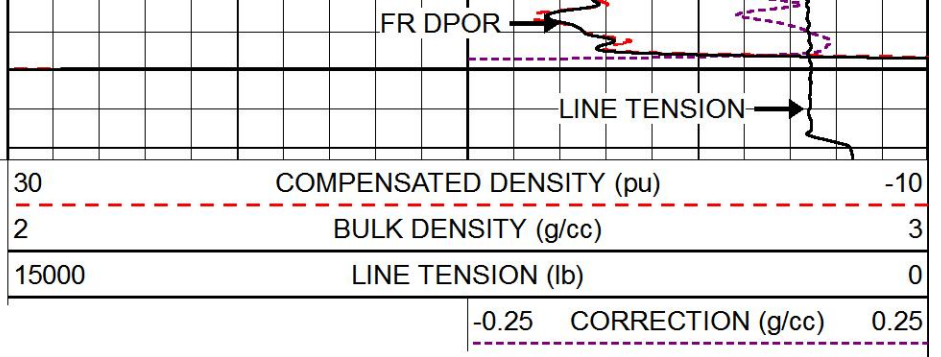 FR DPOR
LINE TENSION
30 COMPENSATED DENSITY (pu) -10
2 BULK DENSITY (g/cc) 3
15000 LINE TENSION (lb) 0
-0.25 CORRECTION (g/cc) 0.25